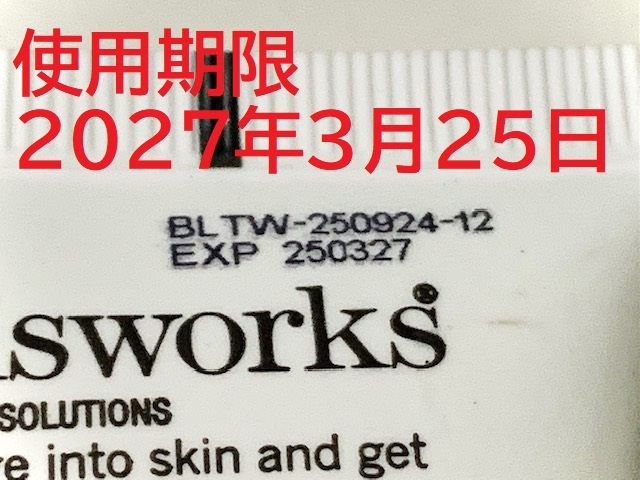 使用期限
2027年3月25日
BLTW-250924-12
EXP 250327
sworks®
SOLUTIONS
e into skin and get